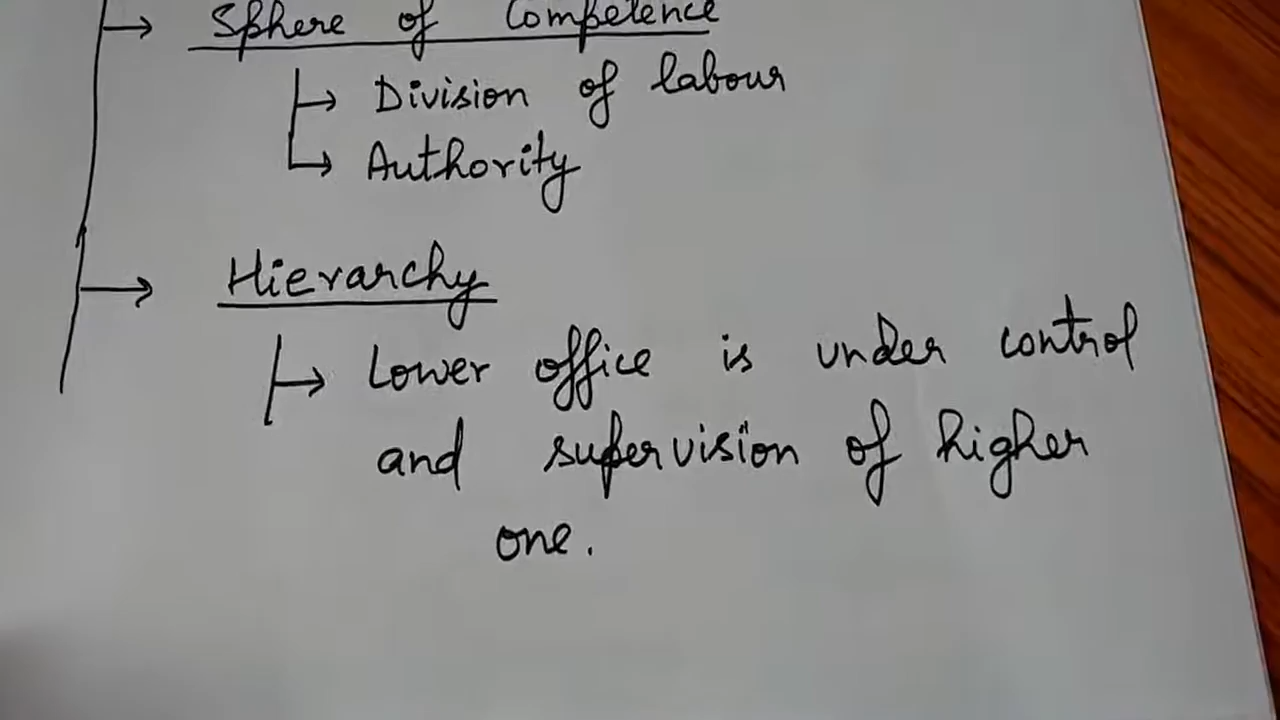 Sphere of Competence
Division of labour
Authority
Hierarchy
Lower office is under control
and supervision of higher
one.